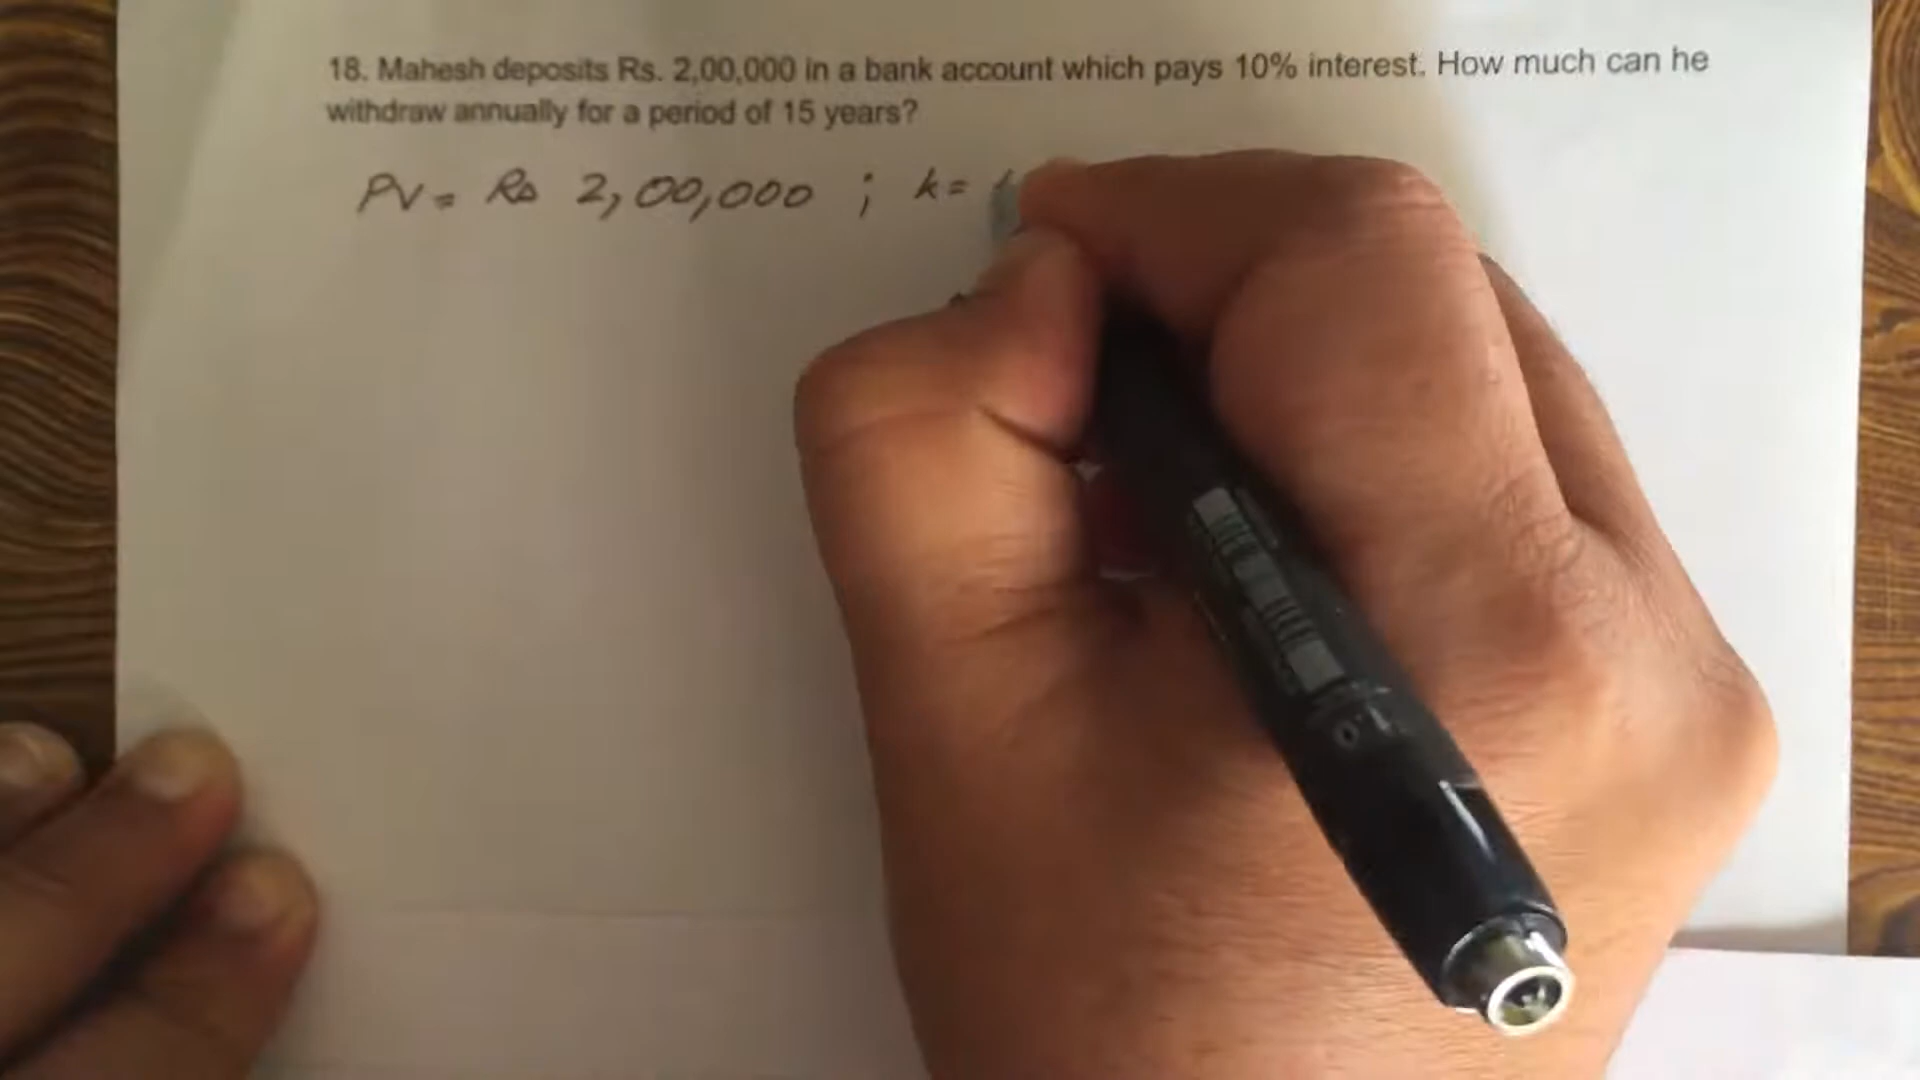 18. Mahesh deposits Rs. 2,00,000 in a bank account which pays 10% interest. How much can he
withdraw annually for a period of 15 years?
PV = Rs 2,00,000 ; k =